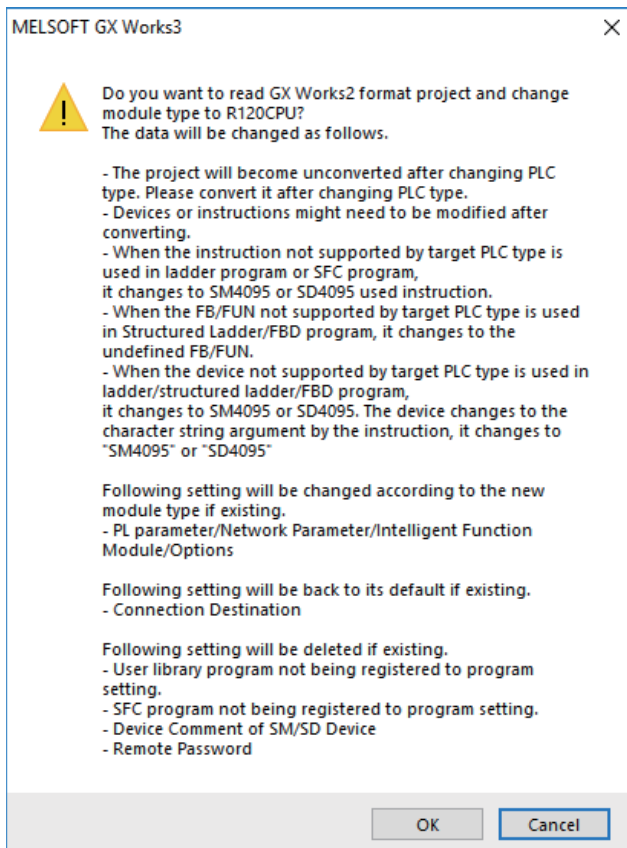 MELSOFT GX Works3
Do you want to read GX Works2 format project and change
module type to R120CPU?
The data will be changed as follows.
- The project will become unconverted after changing PLC
type. Please convert it after changing PLC type.
- Devices or instructions might need to be modified after
converting.
- When the instruction not supported by target PLC type is
used in ladder program or SFC program,
it changes to SM4095 or SD4095 used instruction.
- When the FB/FUN not supported by target PLC type is used
in Structured Ladder/FBD program, it changes to the
undefined FB/FUN.
- When the device not supported by target PLC type is used in
ladder/structured ladder/FBD program,
it changes to SM4095 or SD4095. The device changes to the
character string argument by the instruction, it changes to
"SM4095" or "SD4095"
Following setting will be changed according to the new
module type if existing.
- PL parameter/Network Parameter/Intelligent Function
Module/Options
Following setting will be back to its default if existing.
- Connection Destination
Following setting will be deleted if existing.
- User library program not being registered to program
setting.
- SFC program not being registered to program setting.
- Device Comment of SM/SD Device
- Remote Password
OK Cancel